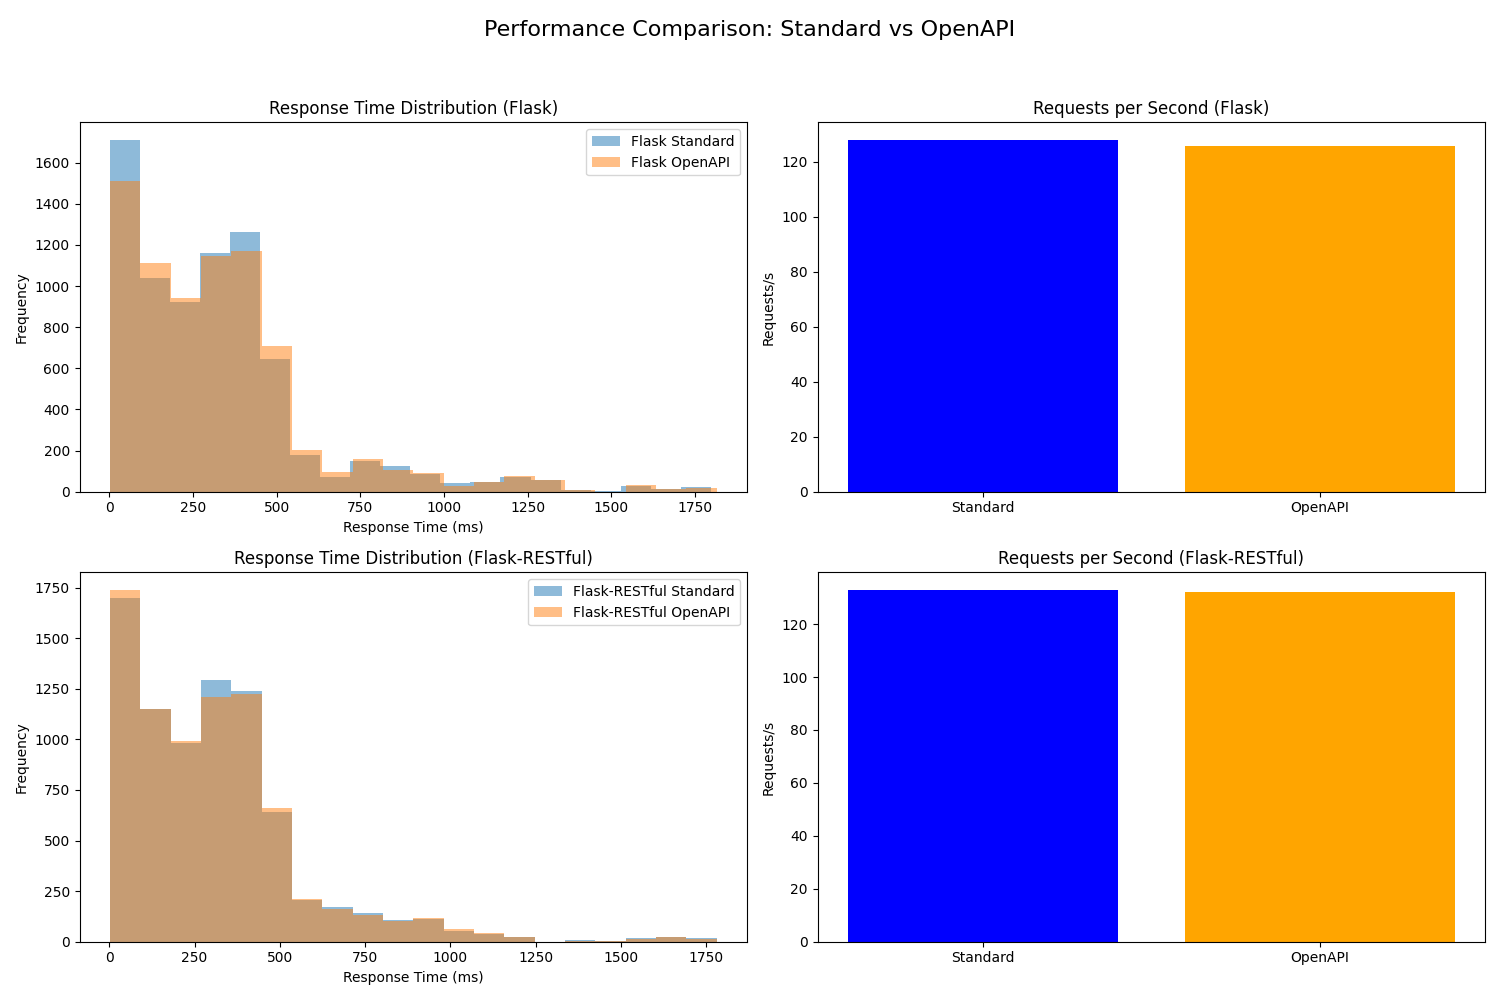 Performance Comparison: Standard vs OpenAPI
Response Time Distribution (Flask)
Flask Standard
Flask OpenAPI
Frequency
1600
1400
1200
1000
800
600
400
200
0
0 250 500 750 1000 1250 1500 1750
Response Time (ms)
Requests per Second (Flask)
Requests/s
120
100
80
60
40
20
0
Standard OpenAPI
Response Time Distribution (Flask-RESTful)
Flask-RESTful Standard
Flask-RESTful OpenAPI
Frequency
1750
1500
1250
1000
750
500
250
0
0 250 500 750 1000 1250 1500 1750
Response Time (ms)
Requests per Second (Flask-RESTful)
Requests/s
120
100
80
60
40
20
0
Standard OpenAPI